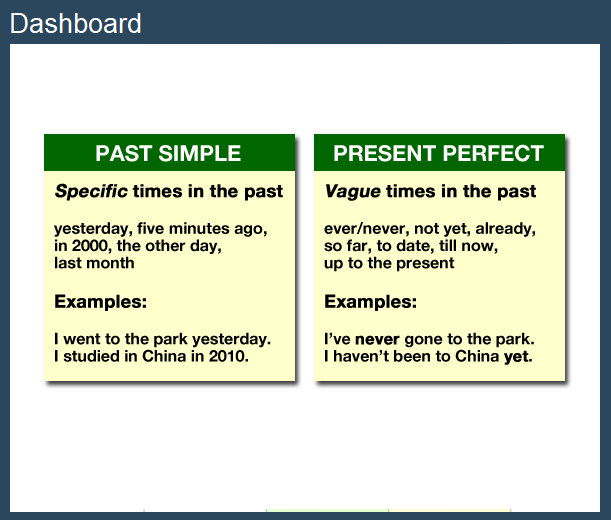 Dashboard
PAST SIMPLE
Specific times in the past
yesterday, five minutes ago,
in 2000, the other day,
last month
Examples:
I went to the park yesterday.
I studied in China in 2010.
PRESENT PERFECT
Vague times in the past
ever/never, not yet, already,
so far, to date, till now,
up to the present
Examples:
I've never gone to the park.
I haven't been to China yet.